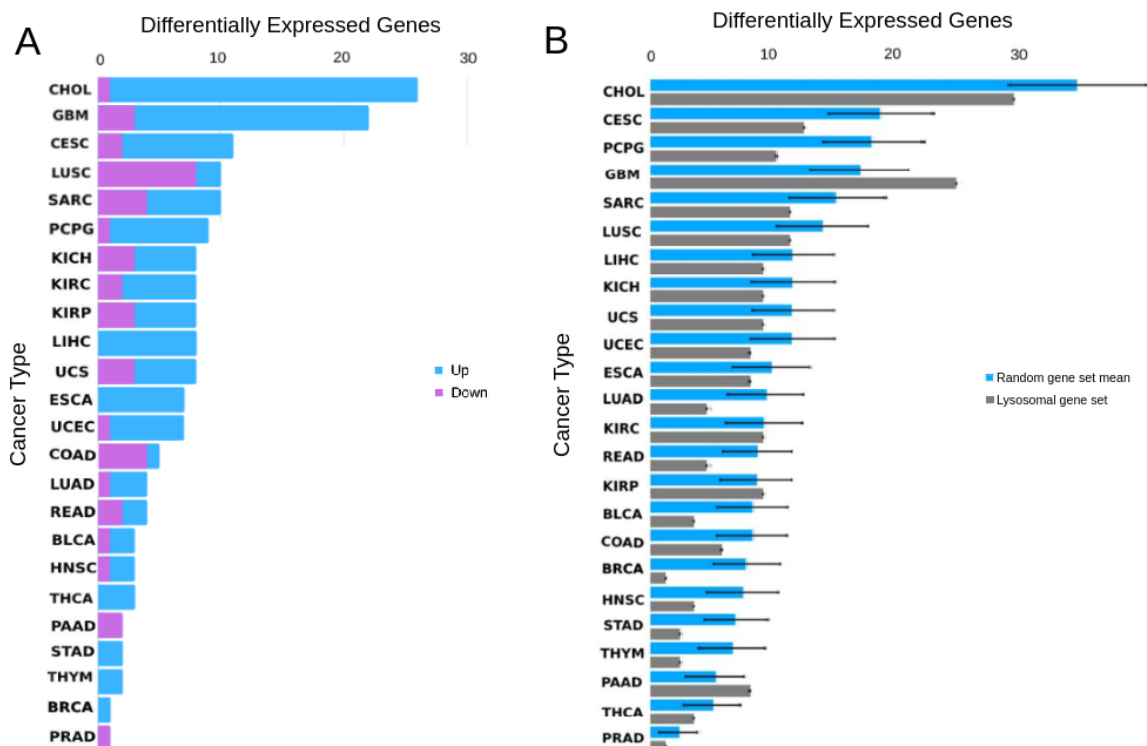 A
Differentially Expressed Genes
0 10 20 30
CHOL
GBM
CESC
LUSC
SARC
PCPG
KICH
KIRC
KIRP
LIHC
UCS
ESCA
UCEC
COAD
LUAD
READ
BLCA
HNSC
THCA
PAAD
STAD
THYM
BRCA
PRAD
Cancer Type
Up
Down
B
Differentially Expressed Genes
0 10 20 30
CHOL
CESC
PCPG
GBM
SARC
LUSC
LIHC
KICH
UCS
UCEC
ESCA
LUAD
KIRC
READ
KIRP
BLCA
COAD
BRCA
HNSC
STAD
THYM
PAAD
THCA
PRAD
Cancer Type
Random gene set mean
Lysosomal gene set